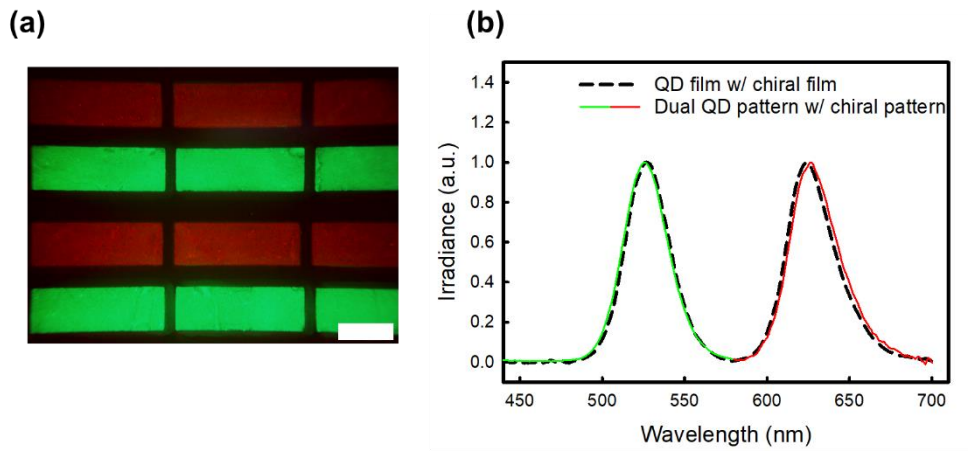 (a)
(b)
QD film w/ chiral film
Dual QD pattern w/ chiral pattern
Irradiance (a.u.)
1.4
1.2
1.0
0.8
0.6
0.4
0.2
0.0
450 500 550 600 650 700
Wavelength (nm)